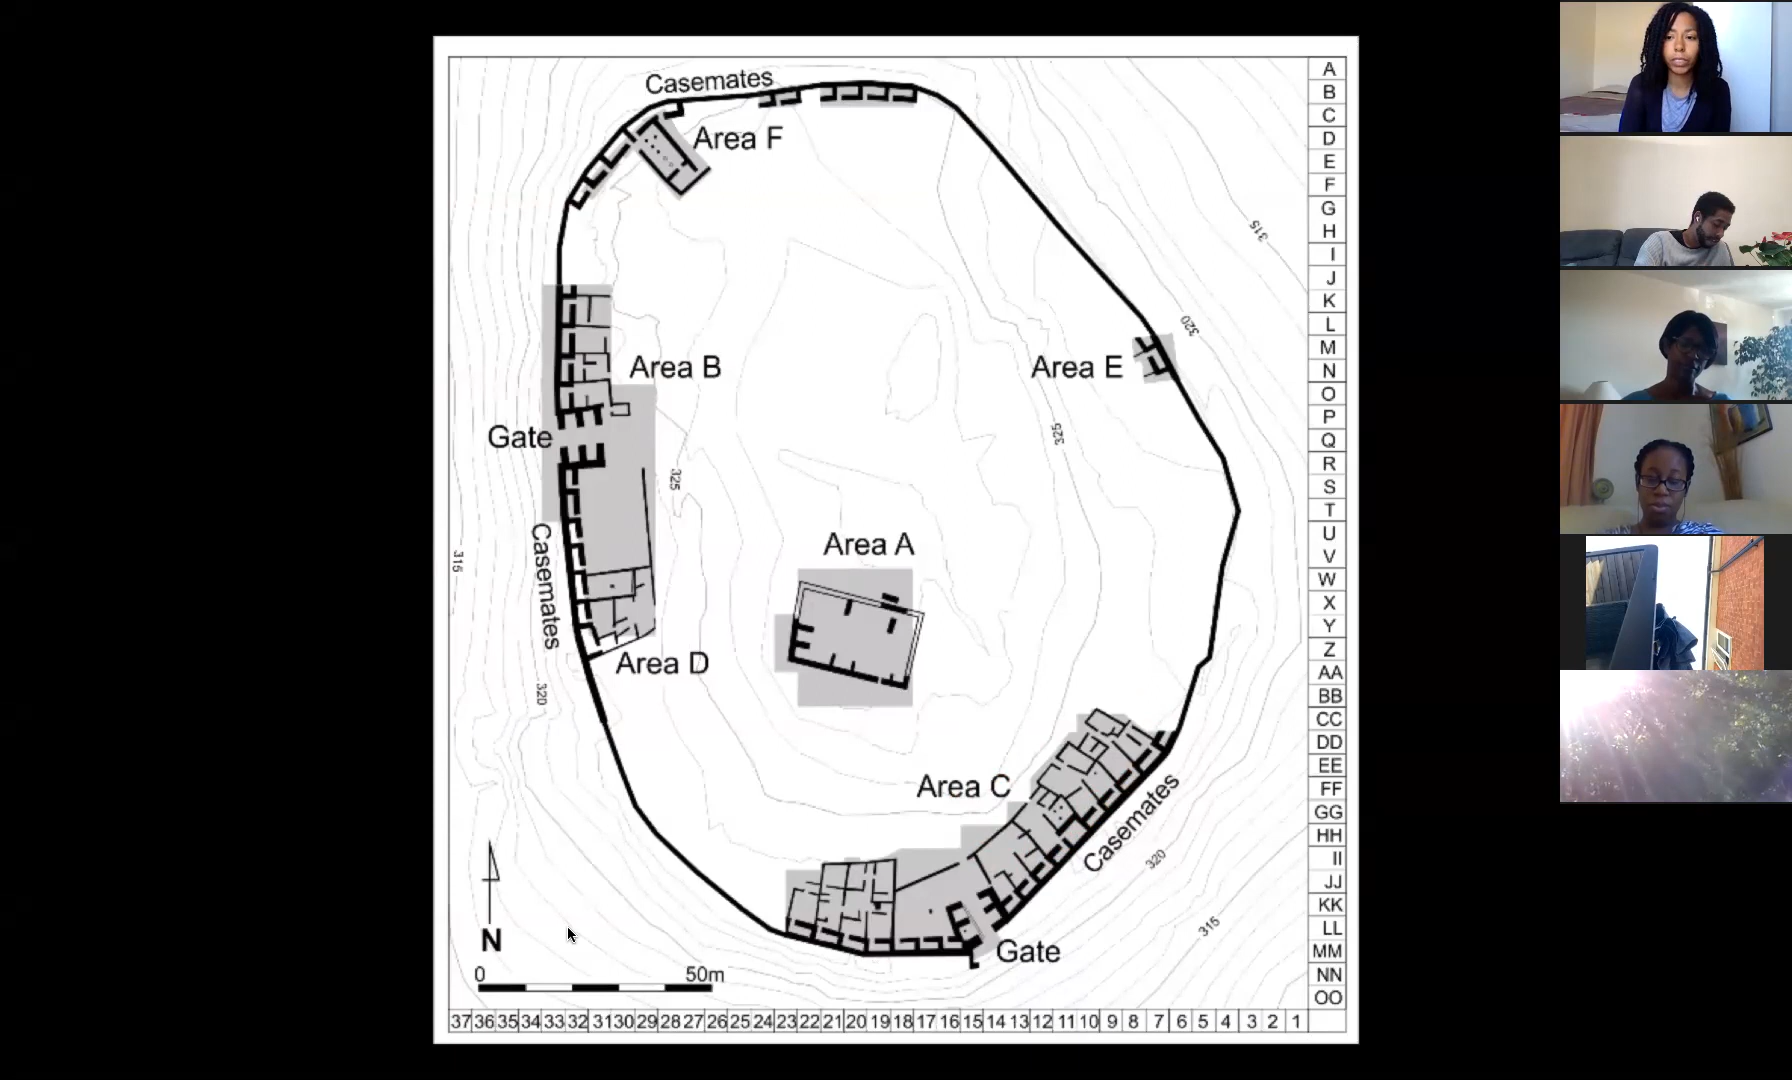 Casemates
Area F
A
B
C
D
E
F
G
H
I
J
K
L
M
N
O
P
Q
R
S
T
U
V
W
X
Y
Z
AA
BB
CC
DD
EE
FF
GG
HH
II
JJ
KK
LL
MM
NN
OO
315
320
Area B
Area E
Gate
325
325
Casemates
Area A
315
Area D
320
Area C
Casemates
320
315
Gate
N
0 50m
37 36 35 34 33 32 31 30 29 28 27 26 25 24 23 22 21 20 19 18 17 16 15 14 13 12 11 10 9 8 7 6 5 4 3 2 1